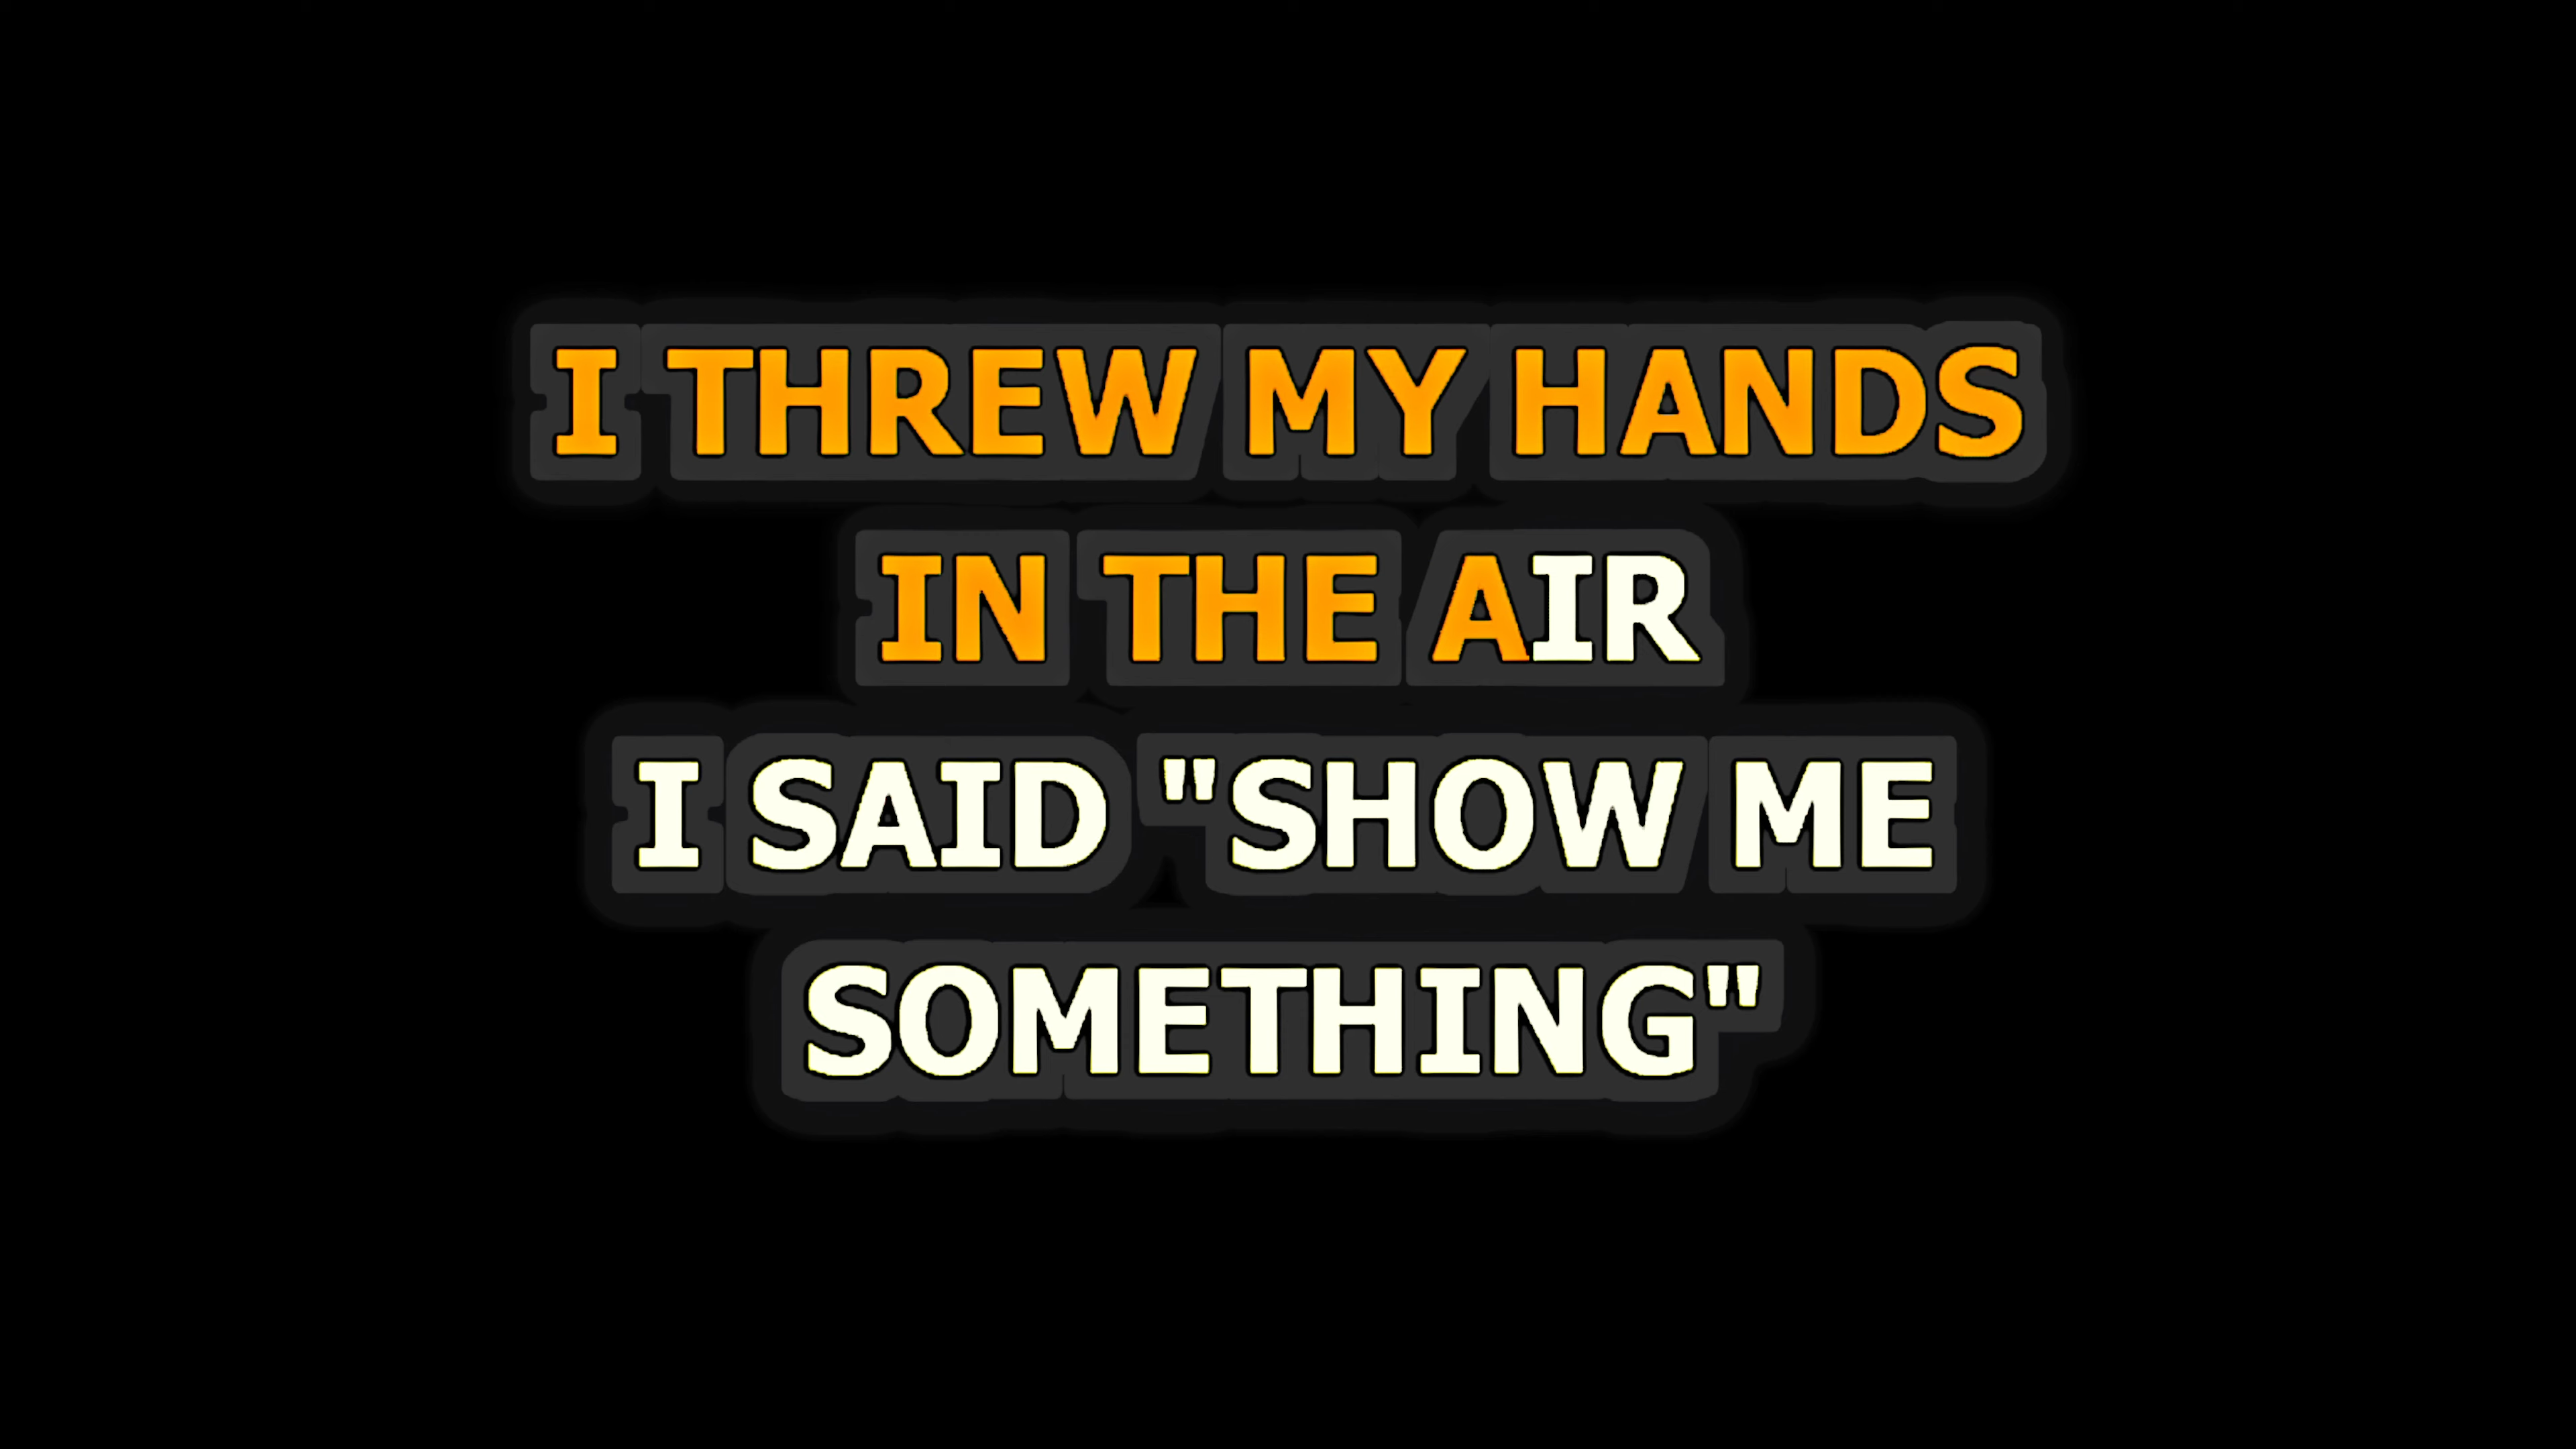 I THREW MY HANDS
IN THE AIR
I SAID "SHOW ME
SOMETHING"